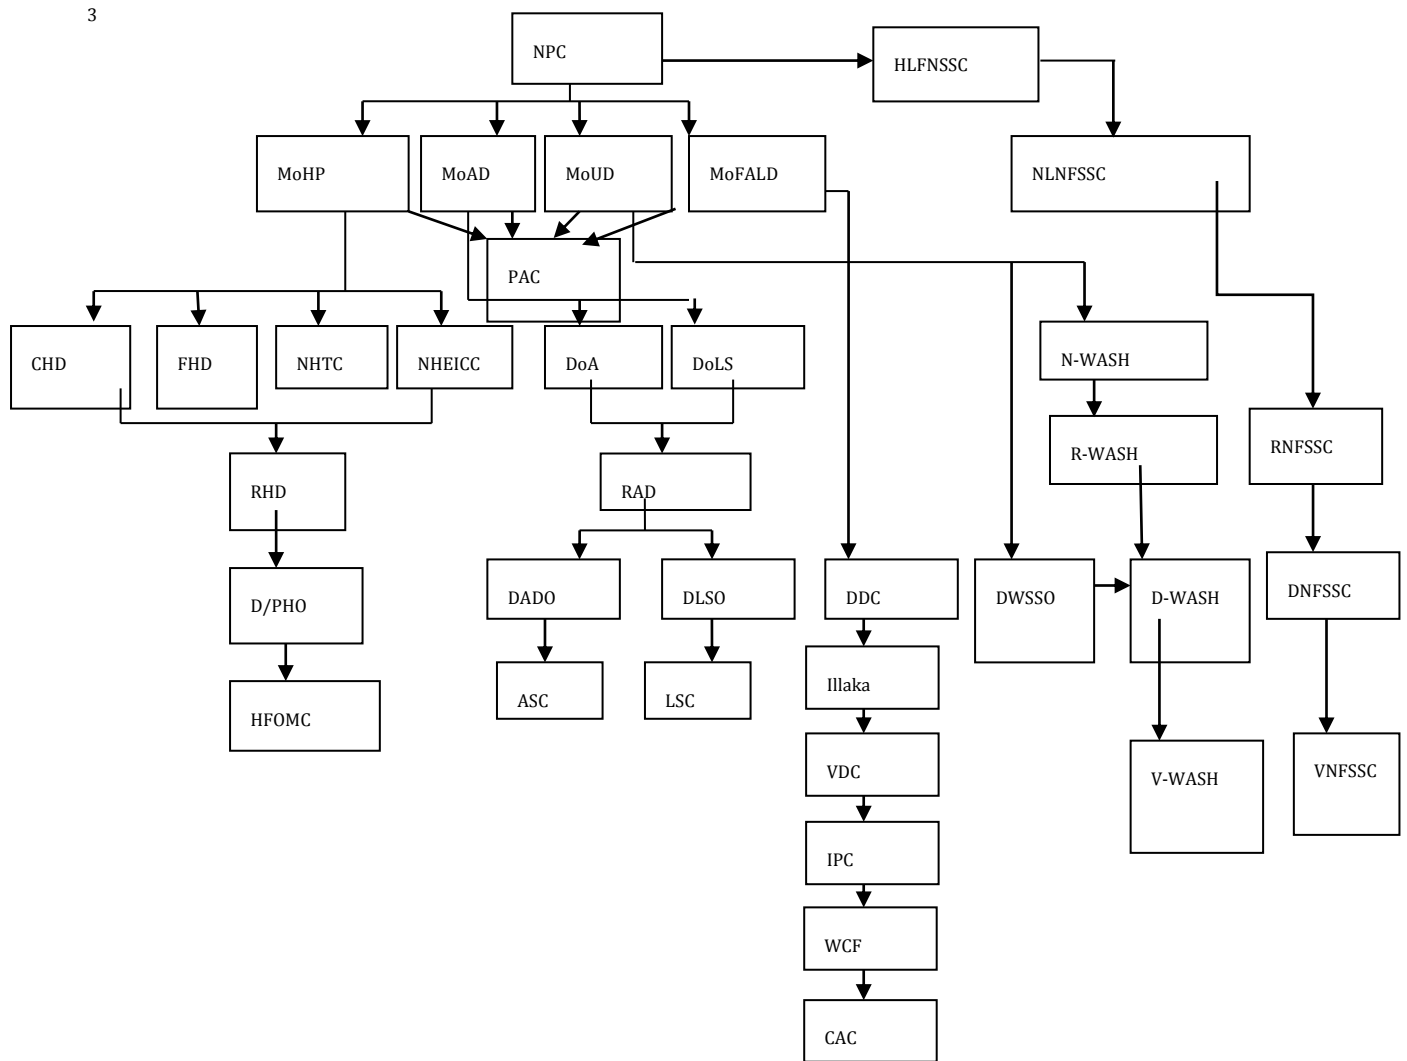 3
NPC
HLFNSSC
MoHP
MoAD
MoUD
MoFALD
NLNFSSC
PAC
CHD
FHD
NHTC
NHEICC
DoA
DoLS
N-WASH
RNFSSC
R-WASH
RHD
RAD
D/PHO
DADO
DLSO
DDC
DWSSO
D-WASH
DNFSSC
HFOMC
ASC
LSC
Illaka
VDC
V-WASH
VNFSSC
IPC
WCF
CAC